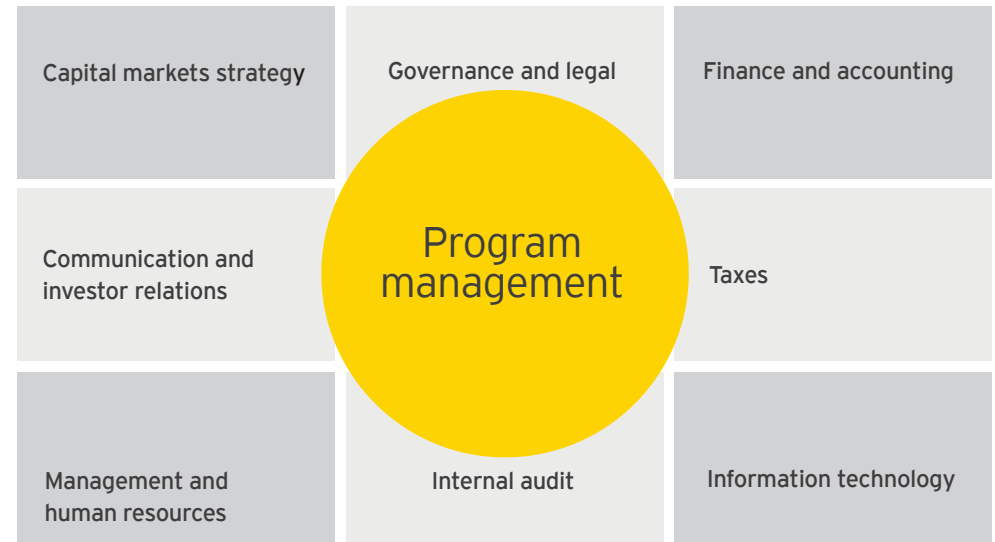 Capital markets strategy
Governance and legal
Finance and accounting
Communication and
investor relations
Program
management
Taxes
Management and
human resources
Internal audit
Information technology